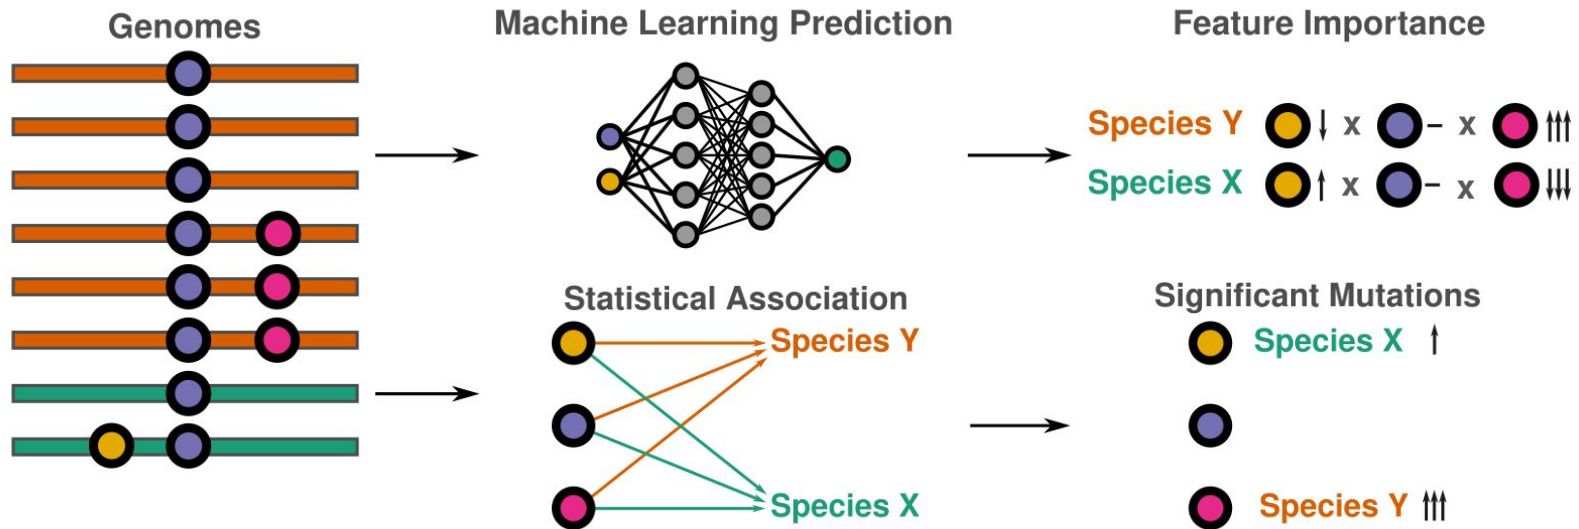 Genomes
Machine Learning Prediction
Feature Importance
Species Y x – x
Species X x – x
Statistical Association
Species Y
Species X
Significant Mutations
Species X
Species Y